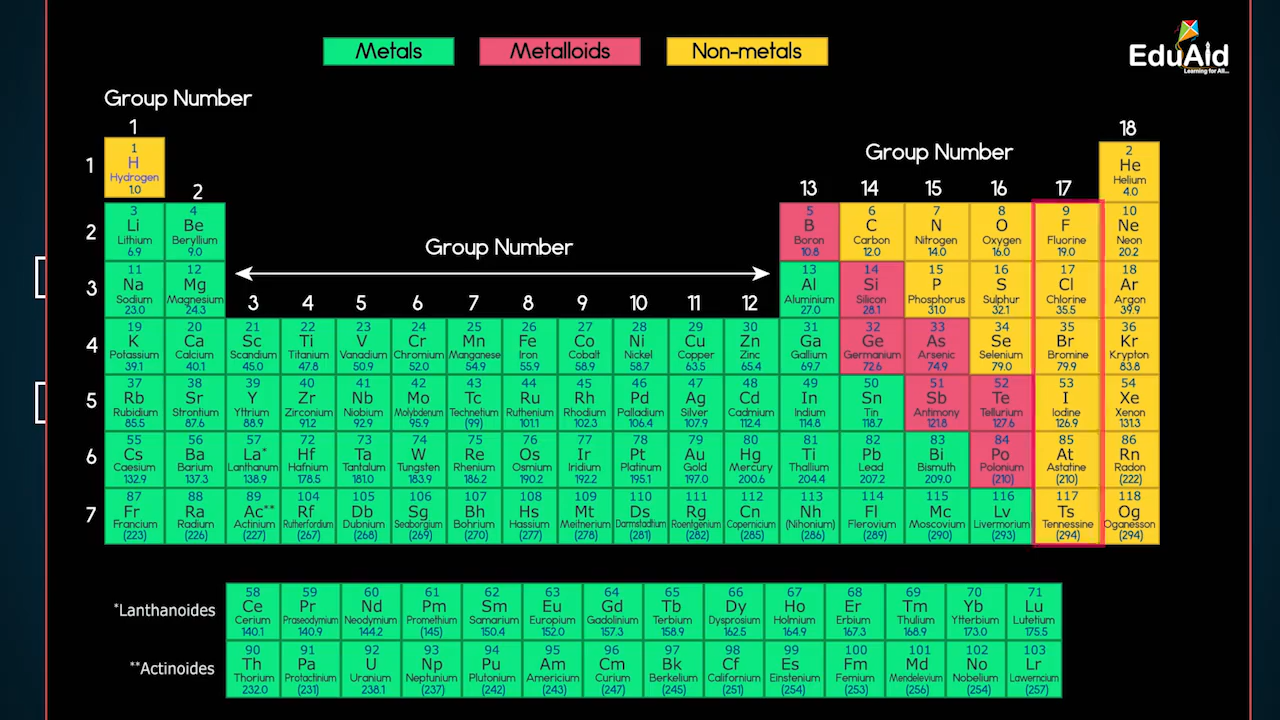 Metals
Metalloids
Non-metals
EduAid
Learning for All...
Group Number
1
18
Group Number
2
13 14 15 16 17
Group Number
3 4 5 6 7 8 9 10 11 12
1
1 2
H He
Hydrogen Helium
1.0 4.0
2
3 4 5 6 7 8 9 10
Li Be B C N O F Ne
Lithium Beryllium Boron Carbon Nitrogen Oxygen Fluorine Neon
6.9 9.0 10.8 12.0 14.0 16.0 19.0 20.2
3
11 12 13 14 15 16 17 18
Na Mg Al Si P S Cl Ar
Sodium Magnesium Aluminium Silicon Phosphorus Sulphur Chlorine Argon
23.0 24.3 27.0 28.1 31.0 32.1 35.5 39.9
4
19 20 21 22 23 24 25 26 27 28 29 30 31 32 33 34 35 36
K Ca Sc Ti V Cr Mn Fe Co Ni Cu Zn Ga Ge As Se Br Kr
Potassium Calcium Scandium Titanium Vanadium Chromium Manganese Iron Cobalt Nickel Copper Zinc Gallium Germanium Arsenic Selenium Bromine Krypton
39.1 40.1 45.0 47.8 50.9 52.0 54.9 55.9 58.9 58.7 63.5 65.4 69.7 72.6 74.9 79.0 79.9 83.8
5
37 38 39 40 41 42 43 44 45 46 47 48 49 50 51 52 53 54
Rb Sr Y Zr Nb Mo Tc Ru Rh Pd Ag Cd In Sn Sb Te I Xe
Rubidium Strontium Yttrium Zirconium Niobium Molybdenum Technetium Ruthenium Rhodium Palladium Silver Cadmium Indium Tin Antimony Tellurium Iodine Xenon
85.5 87.6 88.9 91.2 92.9 95.9 (99) 101.1 102.3 106.4 107.9 112.4 114.8 118.7 121.8 127.6 126.9 131.3
6
55 56 57 72 73 74 75 76 77 78 79 80 81 82 83 84 85 86
Cs Ba La* Hf Ta W Re Os Ir Pt Au Hg Ti Pb Bi Po At Rn
Caesium Barium Lanthanum Hafnium Tantalum Tungsten Rhenium Osmium Iridium Platinum Gold Mercury Thallium Lead Bismuth Polonium Astatine Radon
132.9 137.3 138.9 178.5 181.0 183.9 186.2 190.2 192.2 195.1 197.0 200.6 204.4 207.2 209.0 (210) (210) (222)
7
87 88 89 104 105 106 107 108 109 110 111 112 113 114 115 116 117 118
Fr Ra Ac** Rf Db Sg Bh Hs Mt Ds Rg Cn Nh Fl Mc Lv Ts Og
Francium Radium Actinium Rutherfordium Dubnium Seaborgium Bohrium Hassium Meitnerium Darmstadtium Roentgenium Copernicium (Nihonium) Flerovium Moscovium Livermorium Tennessine Oganesson
(223) (226) (227) (267) (268) (269) (270) (277) (278) (281) (282) (285) (286) (289) (290) (293) (294) (294)
*Lanthanoides
58 59 60 61 62 63 64 65 66 67 68 69 70 71
Ce Pr Nd Pm Sm Eu Gd Tb Dy Ho Er Tm Yb Lu
Cerium Praseodymium Neodymium Promethium Samarium Europium Gadolinium Terbium Dysprosium Holmium Erbium Thulium Ytterbium Lutetium
140.1 140.9 144.2 (145) 150.4 152.0 157.3 158.9 162.5 164.9 167.3 168.9 173.0 175.5
**Actinoides
90 91 92 93 94 95 96 97 98 99 100 101 102 103
Th Pa U Np Pu Am Cm Bk Cf Es Fm Md No Lr
Thorium Protactinium Uranium Neptunium Plutonium Americium Curium Berkelium Californium Einstenium Femium Mendelevium Nobelium Lawerncium
232.0 (231) 238.1 (237) (242) (243) (247) (245) (251) (254) (253) (256) (254) (257)